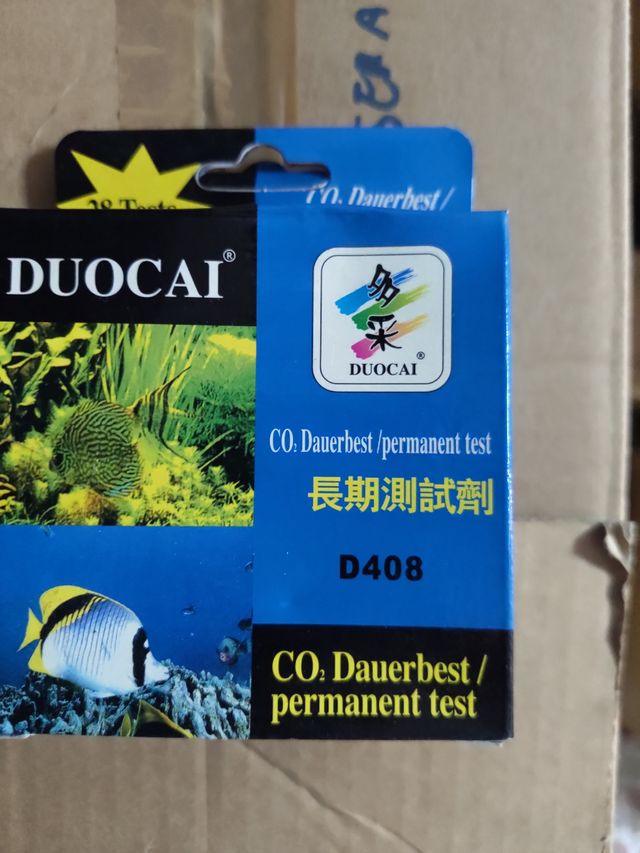 SERA
28 Tests
CO₂ Dauerbest /
DUOCAI®
多
采
®
DUOCAI
CO₂ Dauerbest /permanent test
長期測試劑
D408
CO₂ Dauerbest /
permanent test